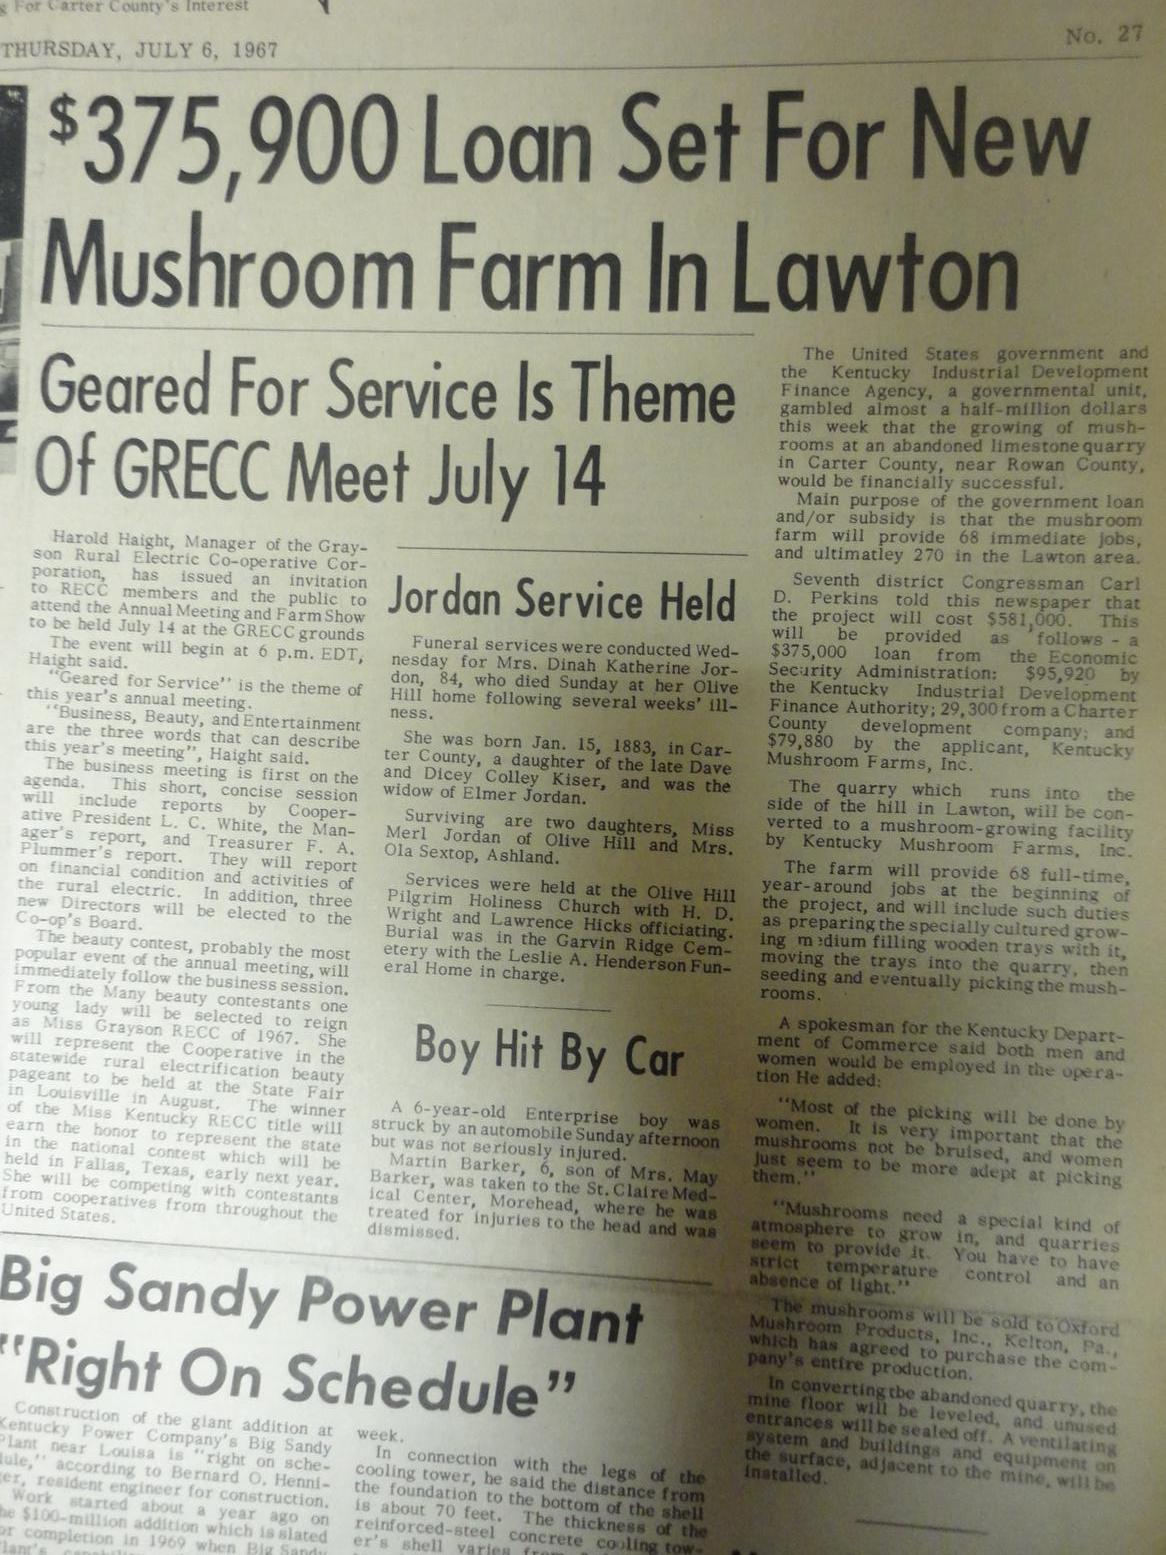 For Carter County's Interest
THURSDAY, JULY 6, 1967
No. 27
$375,900 Loan Set For New
Mushroom Farm In Lawton
Geared For Service Is Theme
Of GRECC Meet July 14
Harold Haight, Manager of the Gray-
son Rural Electric Co-operative Cor-
poration, has issued an invitation
to RECC members and the public to
attend the Annual Meeting and Farm Show
to be held July 14 at the GRECC grounds
The event will begin at 6 p.m. EDT,
Haight said.
"Geared for Service" is the theme of
this year's annual meeting.
"Business, Beauty, and Entertainment
are the three words that can describe
this year's meeting", Haight said.
The business meeting is first on the
agenda. This short, concise session
will include reports by Cooper-
ative President L. C. White, the Man-
ager's report, and Treasurer F. A.
Plummer's report. They will report
on financial condition and activities of
the rural electric. In addition, three
new Directors will be elected to the
Co-op's Board.
The beauty contest, probably the most
popular event of the annual meeting, will
immediately follow the business session.
From the Many beauty contestants one
young lady will be selected to reign
as Miss Grayson RECC of 1967. She
will represent the Cooperative in the
statewide rural electrification beauty
pageant to be held at the State Fair
in Louisville in August. The winner
of the Miss Kentucky RECC title will
earn the honor to represent the state
in the national contest which will be
held in Fallas, Texas, early next year.
She will be competing with contestants
from cooperatives from throughout the
United States.
Jordan Service Held
Funeral services were conducted Wed-
nesday for Mrs. Dinah Katherine Jor-
don, 84, who died Sunday at her Olive
Hill home following several weeks' ill-
ness.
She was born Jan. 15, 1883, in Car-
ter County, a daughter of the late Dave
and Dicey Colley Kiser, and was the
widow of Elmer Jordan.
Surviving are two daughters, Miss
Merl Jordan of Olive Hill and Mrs.
Ola Sextop, Ashland.
Services were held at the Olive Hill
Pilgrim Holiness Church with H. D.
Wright and Lawrence Hicks officiating.
Burial was in the Garvin Ridge Cem-
etery with the Leslie A. Henderson Fun-
eral Home in charge.
Boy Hit By Car
A 6-year-old Enterprise boy was
struck by an automobile Sunday afternoon
but was not seriously injured.
Martin Barker, 6, son of Mrs. May
Barker, was taken to the St. Claire Med-
ical Center, Morehead, where he was
treated for injuries to the head and was
dismissed.
The United States government and
the Kentucky Industrial Development
Finance Agency, a governmental unit,
gambled almost a half-million dollars
this week that the growing of mush-
rooms at an abandoned limestone quarry
in Carter County, near Rowan County,
would be financially successful.
Main purpose of the government loan
and/or subsidy is that the mushroom
farm will provide 68 immediate jobs,
and ultimatley 270 in the Lawton area.
Seventh district Congressman Carl
D. Perkins told this newspaper that
the project will cost $581,000. This
will be provided as follows - a
$375,000 loan from the Economic
Security Administration: $95,920 by
the Kentucky Industrial Development
Finance Authority; 29,300 from a Charter
County development company; and
$79,880 by the applicant, Kentucky
Mushroom Farms, Inc.
The quarry which runs into the
side of the hill in Lawton, will be con-
verted to a mushroom-growing facility
by Kentucky Mushroom Farms, Inc.
The farm will provide 68 full-time,
year-around jobs at the beginning of
the project, and will include such duties
as preparing the specially cultured grow-
ing medium filling wooden trays with it,
moving the trays into the quarry, then
seeding and eventually picking the mush-
rooms.
A spokesman for the Kentucky Depart-
ment of Commerce said both men and
women would be employed in the opera-
tion He added:
"Most of the picking will be done by
women. It is very important that the
mushrooms not be bruised, and women
just seem to be more adept at picking
them."
"Mushrooms need a special kind of
atmosphere to grow in, and quarries
seem to provide it. You have to have
strict temperature control and an
absence of light."
The mushrooms will be sold to Oxford
Mushroom Products, Inc., Kelton, Pa.,
which has agreed to purchase the com-
pany's entire production.
In converting the abandoned quarry, the
mine floor will be leveled, and unused
entrances will be sealed off. A ventilating
system and buildings and equipment on
the surface, adjacent to the mine, will be
installed.
Big Sandy Power Plant
"Right On Schedule"
Construction of the giant addition at
Kentucky Power Company's Big Sandy
Plant near Louisa is "right on sche-
dule," according to Bernard O. Henni-
ger, resident engineer for construction.
Work started about a year ago on
the $100-million addition which is slated
for completion in 1969 when Big Sandy
Plant's
week.
In connection with the legs of the
cooling tower, he said the distance from
the foundation to the bottom of the shell
is about 70 feet. The thickness of the
reinforced-steel concrete cooling tow-
er's shell varies